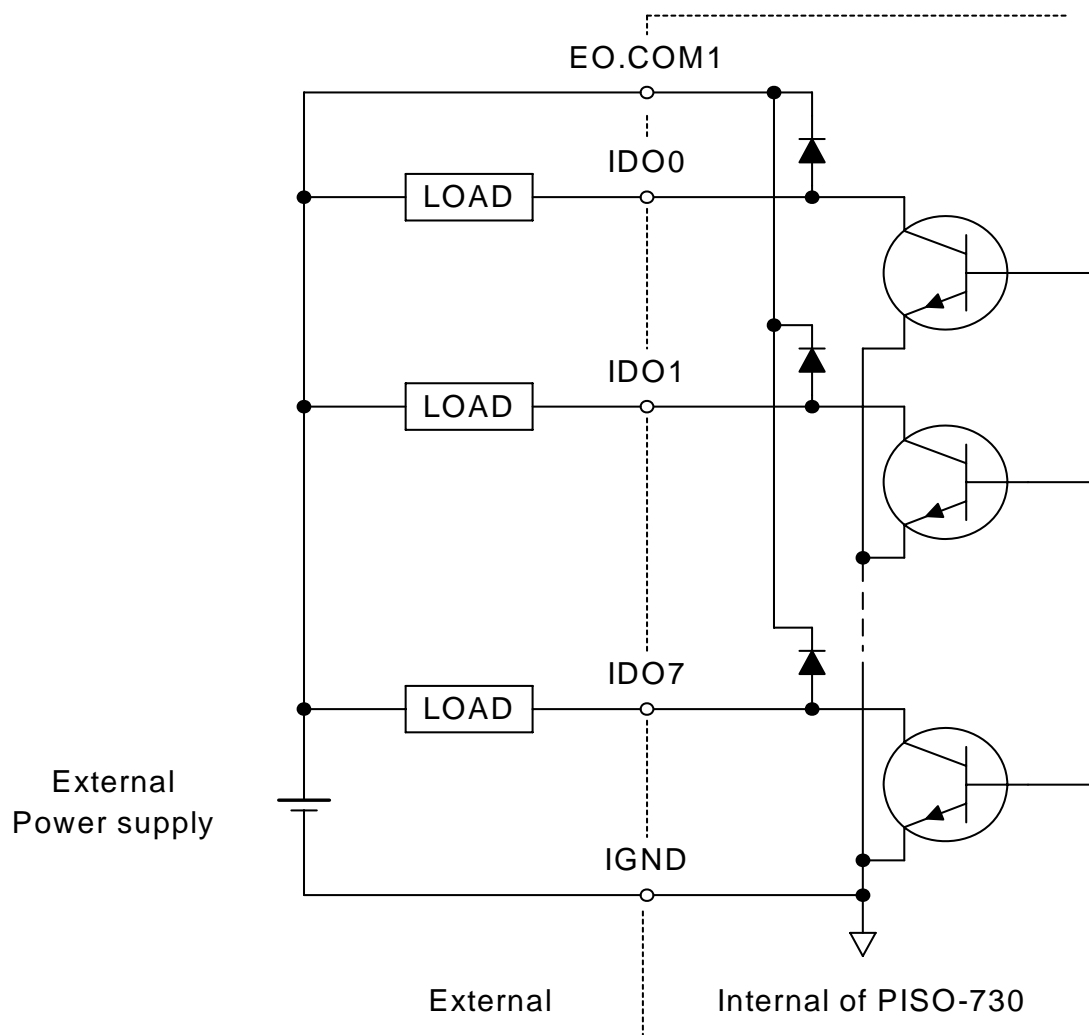 EO.COM1
IDO0
LOAD
IDO1
LOAD
IDO7
LOAD
External
Power supply
IGND
External
Internal of PISO-730